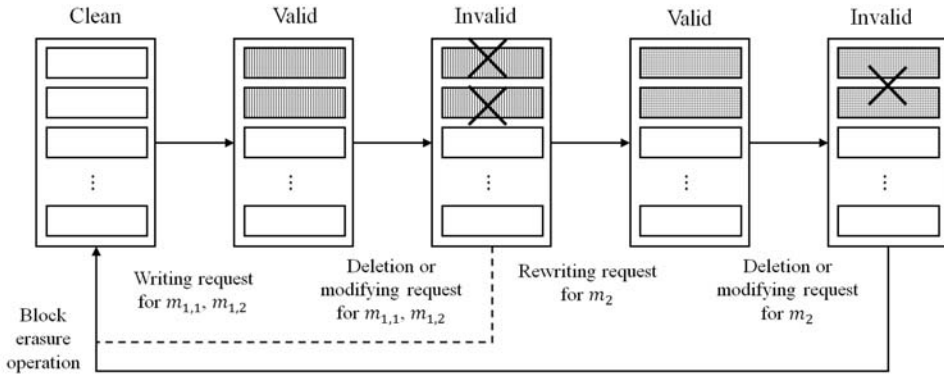 Clean
Valid
Invalid
Valid
Invalid
⋮
⋮
⋮
⋮
⋮
Writing request
for m₁,₁, m₁,₂
Deletion or
modifying request
for m₁,₁, m₁,₂
Rewriting request
for m₂
Deletion or
modifying request
for m₂
Block
erasure
operation